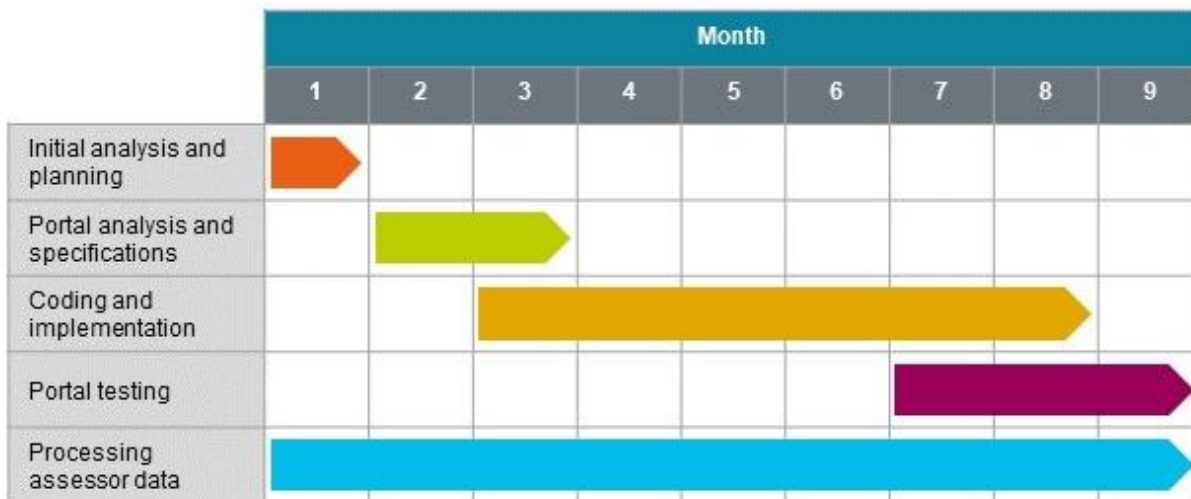 Month
1 2 3 4 5 6 7 8 9
Initial analysis and
planning
Portal analysis and
specifications
Coding and
implementation
Portal testing
Processing
assessor data